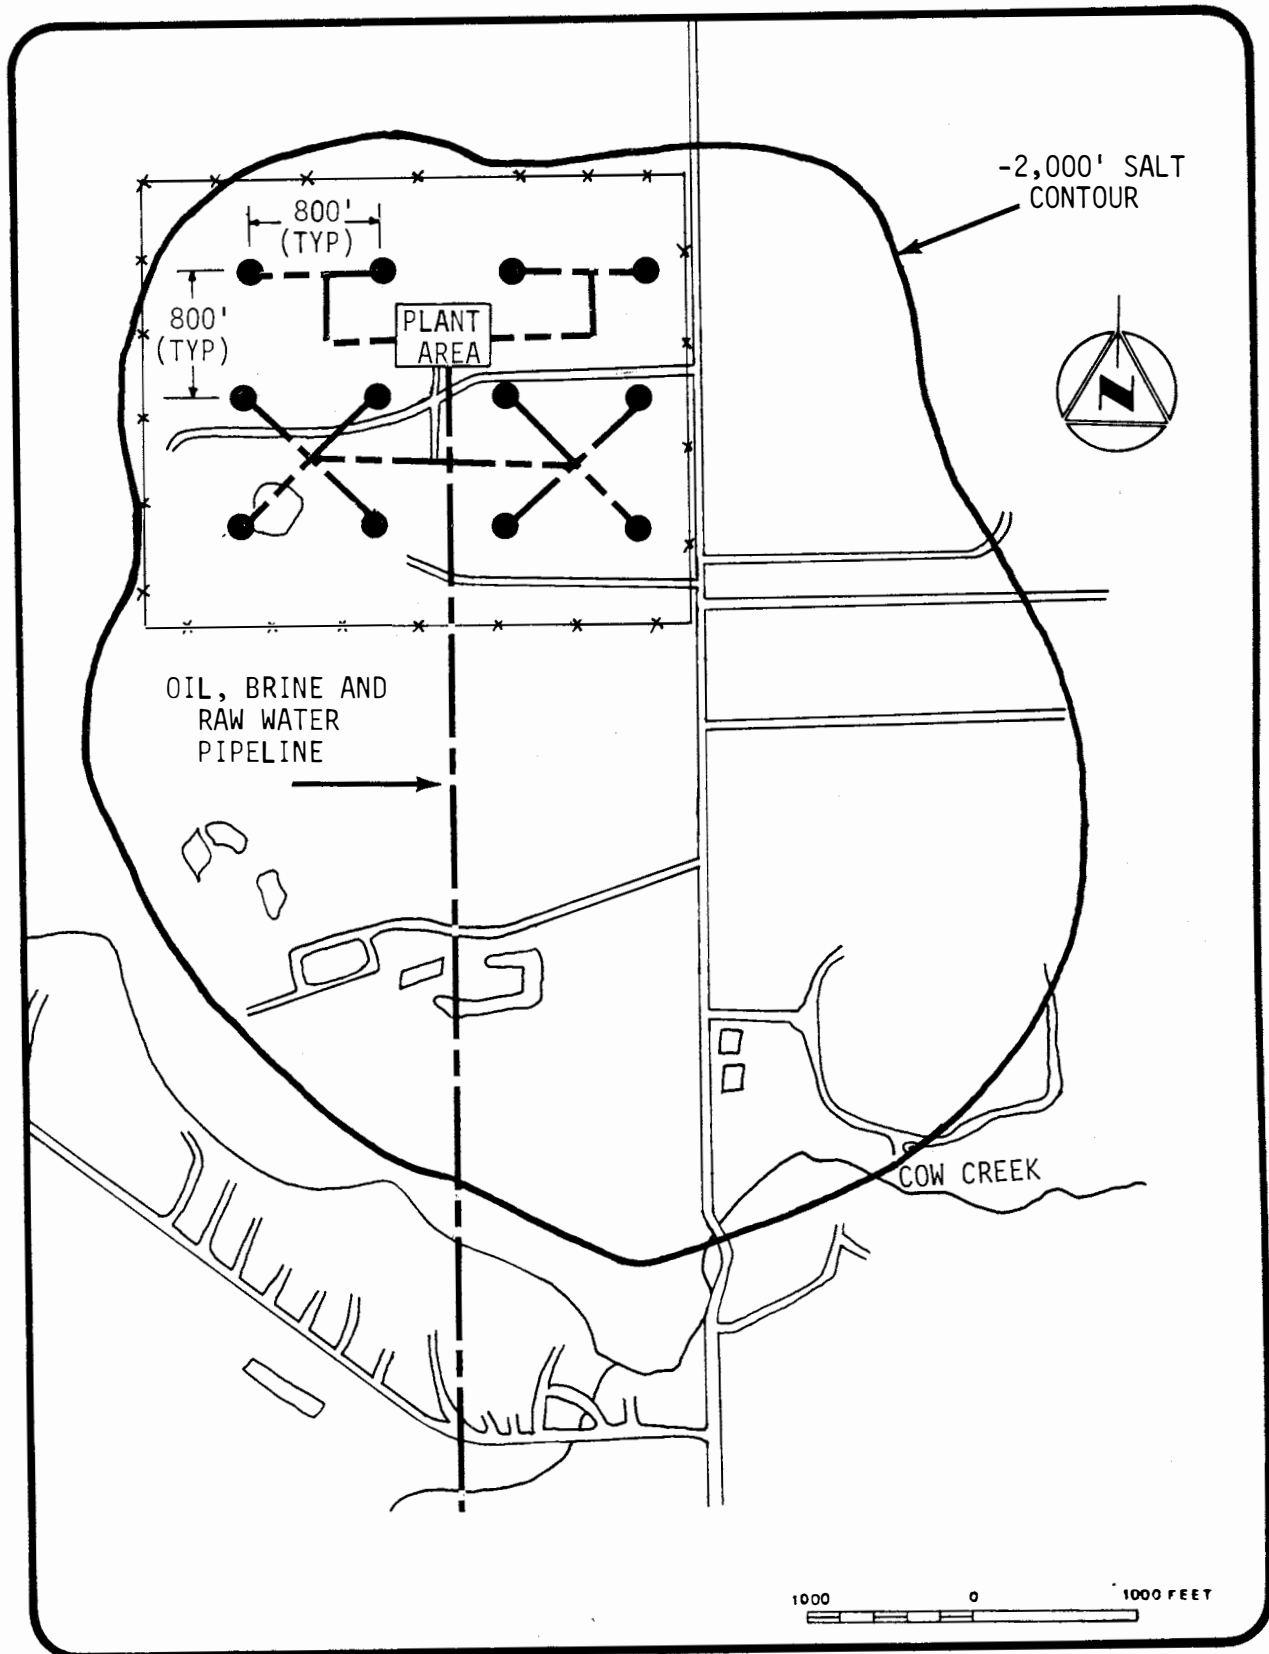 -2,000' SALT
CONTOUR
800'
(TYP)
800'
(TYP)
PLANT
AREA
N
OIL, BRINE AND
RAW WATER
PIPELINE
COW CREEK
1000 0 1000 FEET